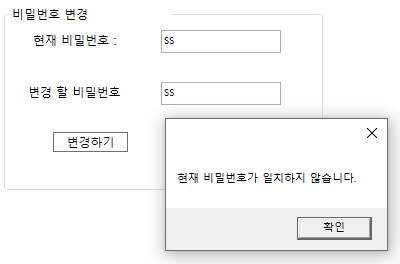 비밀번호 변경
현재 비밀번호 : ss
변경 할 비밀번호 ss
변경하기
현재 비밀번호가 일치하지 않습니다.
확인